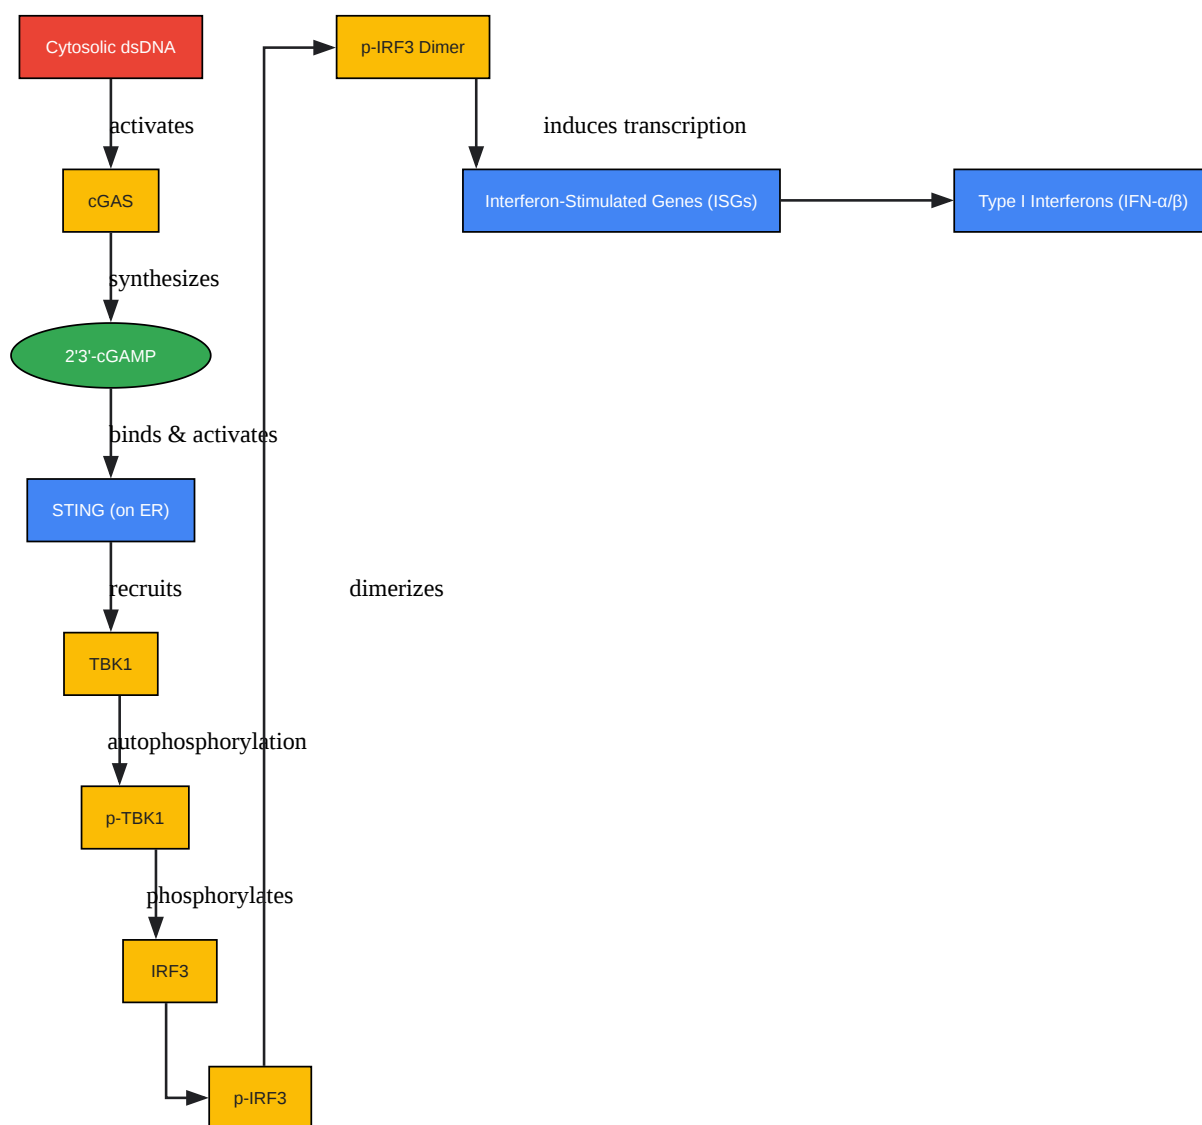 Cytosolic dsDNA
activates
cGAS
synthesizes
2'3'-cGAMP
binds & activates
STING (on ER)
recruits
TBK1
autophosphorylation
p-TBK1
phosphorylates
IRF3
p-IRF3
dimerizes
p-IRF3 Dimer
induces transcription
Interferon-Stimulated Genes (ISGs)
Type I Interferons (IFN-α/β)